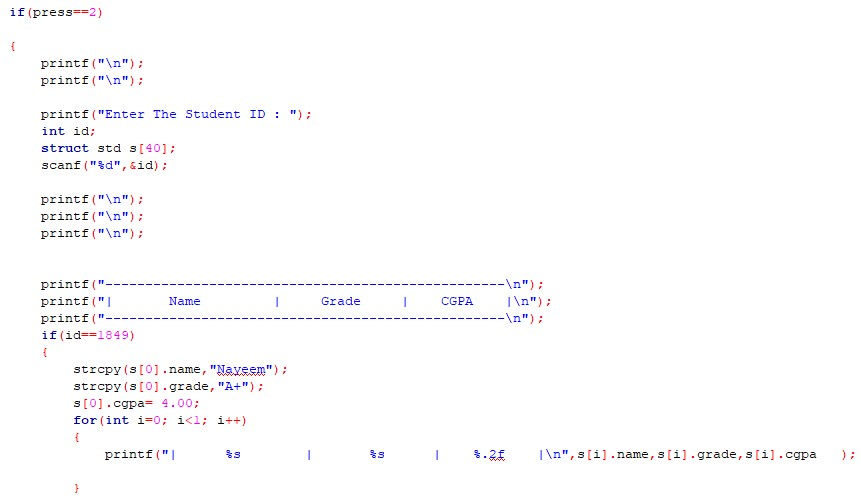 if(press==2)
{
printf("\n");
printf("\n");
printf("Enter The Student ID : ");
int id;
struct std s[40];
scanf("%d",&id);
printf("\n");
printf("\n");
printf("\n");
printf("--------------------------------------------------\n");
printf("|       Name         |     Grade     |    CGPA    |\n");
printf("--------------------------------------------------\n");
if(id==1849)
{
strcpy(s[0].name,"Nayeem");
strcpy(s[0].grade,"A+");
s[0].cgpa= 4.00;
for(int i=0; i<1; i++)
{
printf("|      %s        |       %s      |    %.2f    |\n",s[i].name,s[i].grade,s[i].cgpa   );
}